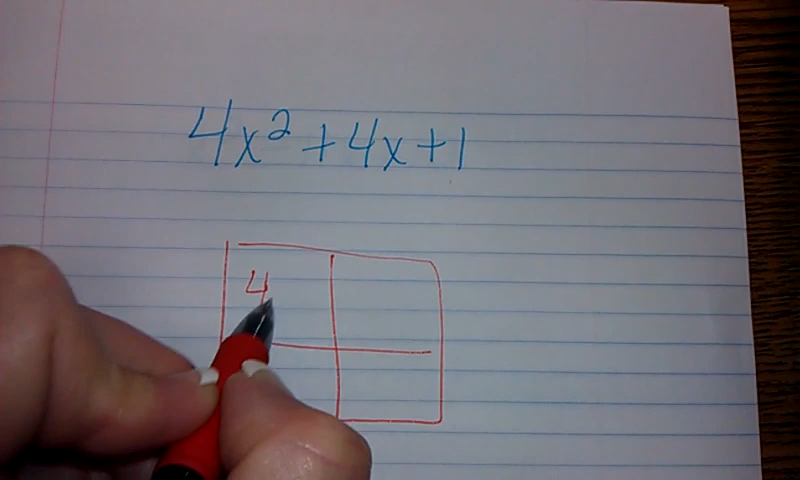 4x² + 4x + 1
4